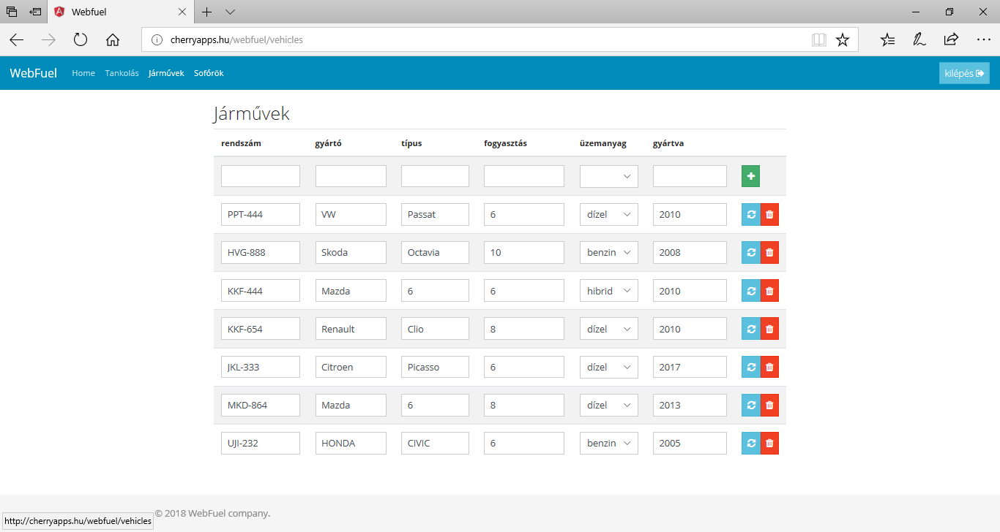 Webfuel
cherryapps.hu/webfuel/vehicles
WebFuel Home Tankolás Járművek Sofőrök kilépés
Járművek
rendszám gyártó típus fogyasztás üzemanyag gyártva
PPT-444 VW Passat 6 dízel 2010
HVG-888 Skoda Octavia 10 benzin 2008
KKF-444 Mazda 6 6 hibrid 2010
KKF-654 Renault Clio 8 dízel 2010
JKL-333 Citroen Picasso 6 dízel 2017
MKD-864 Mazda 6 8 dízel 2013
UJI-232 HONDA CIVIC 6 benzin 2005
© 2018 WebFuel company.
http://cherryapps.hu/webfuel/vehicles